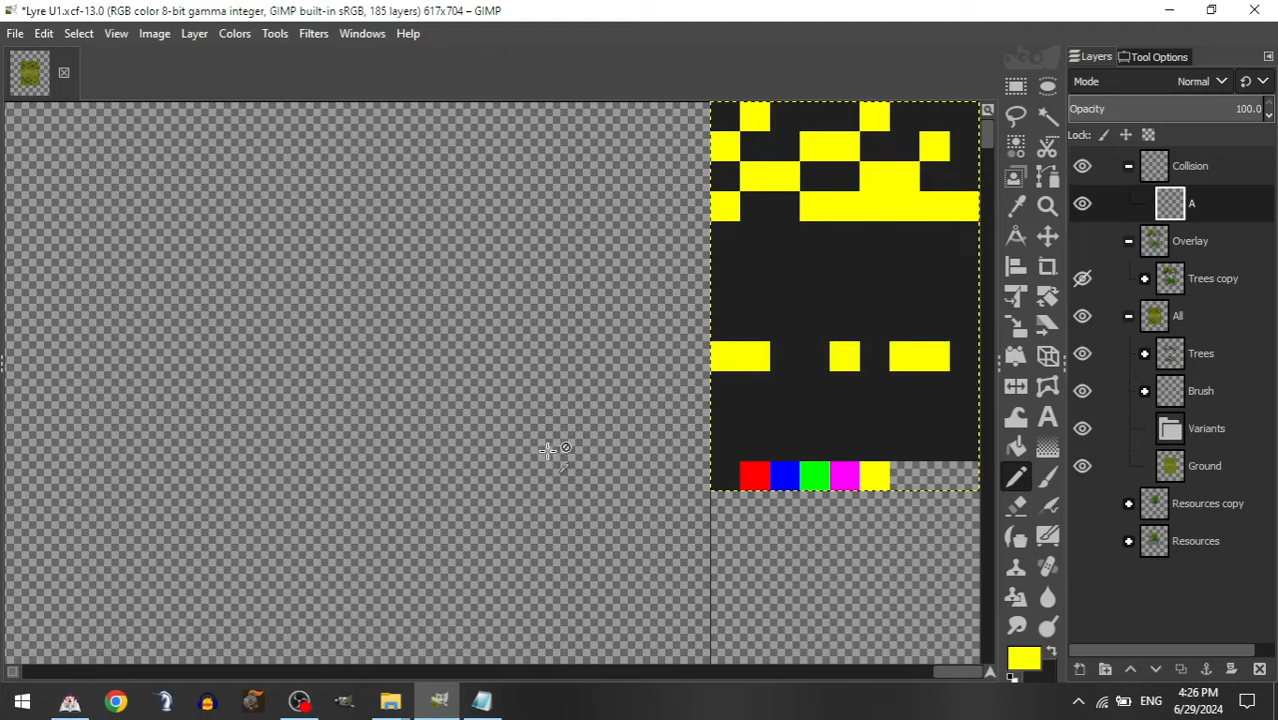 *Lyre U1.xcf-13.0 (RGB color 8-bit gamma integer, GIMP built-in sRGB, 185 layers) 617x704 – GIMP
File Edit Select View Image Layer Colors Tools Filters Windows Help
Layers Tool Options
Mode Normal
Opacity 100.0
Lock:
Collision
A
Overlay
Trees copy
All
Trees
Brush
Variants
Ground
Resources copy
Resources
ENG
4:26 PM
6/29/2024